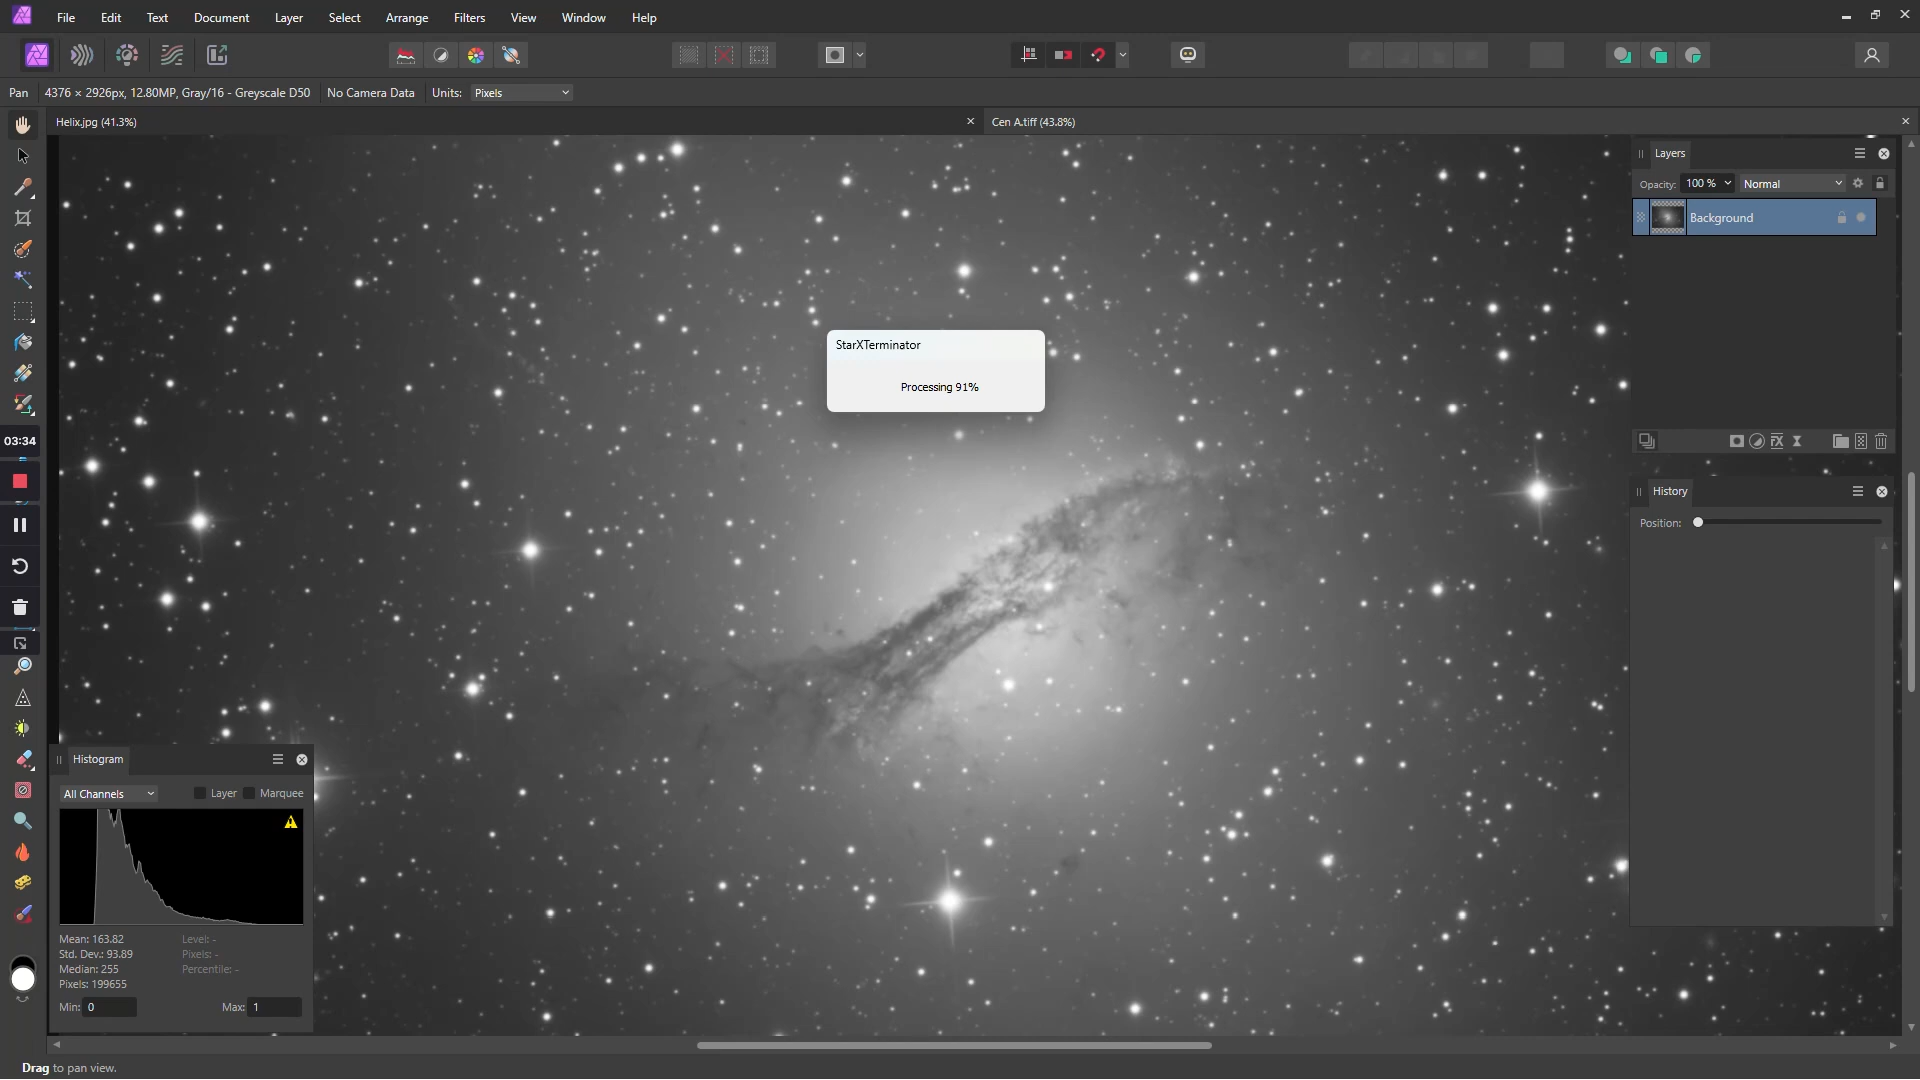 File Edit Text Document Layer Select Arrange Filters View Window Help
Pan 4376 × 2926px, 12.80MP, Gray/16 - Greyscale D50 No Camera Data Units: Pixels
Helix.jpg (41.3%) Cen A.tiff (43.8%)
Layers
Opacity: 100 % Normal
Background
StarXTerminator
Processing 91%
03:34
History
Position:
Histogram
All Channels Layer Marquee
Mean: 163.82 Level: -
Std. Dev.: 93.89 Pixels: -
Median: 255 Percentile: -
Pixels: 199655
Min: 0 Max: 1
Drag to pan view.